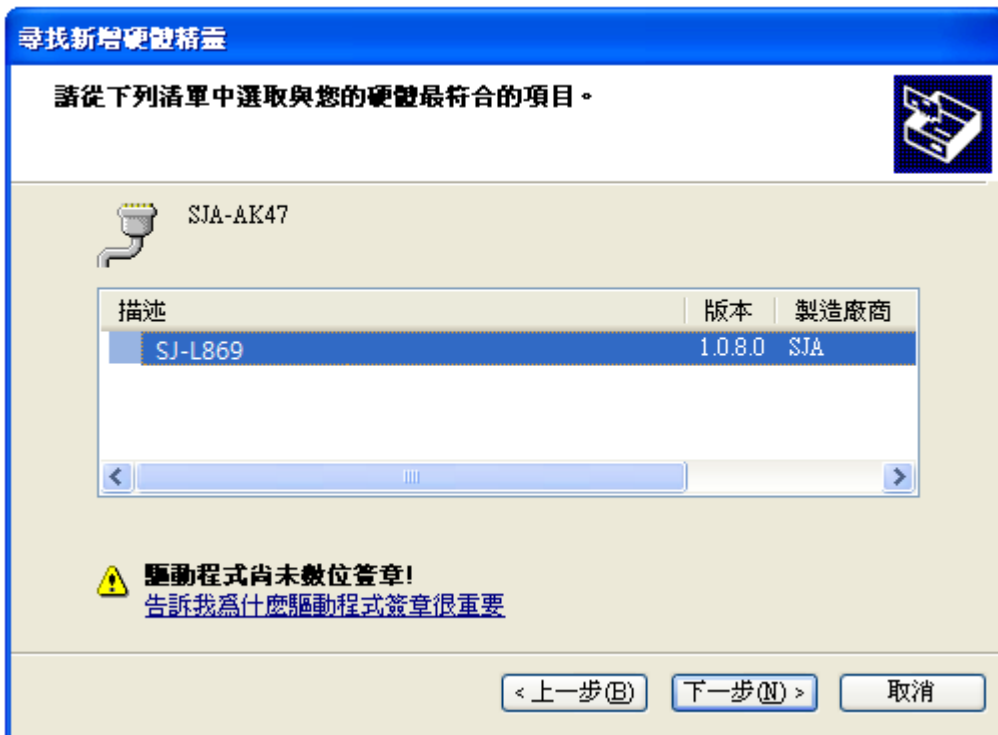 尋找新增硬體精靈
請從下列清單中選取與您的硬體最符合的項目。
SJA-AK47
描述 版本 製造廠商
SJ-L869 1.0.8.0 SJA
驅動程式尚未數位簽章!
告訴我爲什麼驅動程式簽章很重要
<上一步(B) 下一步(N)> 取消